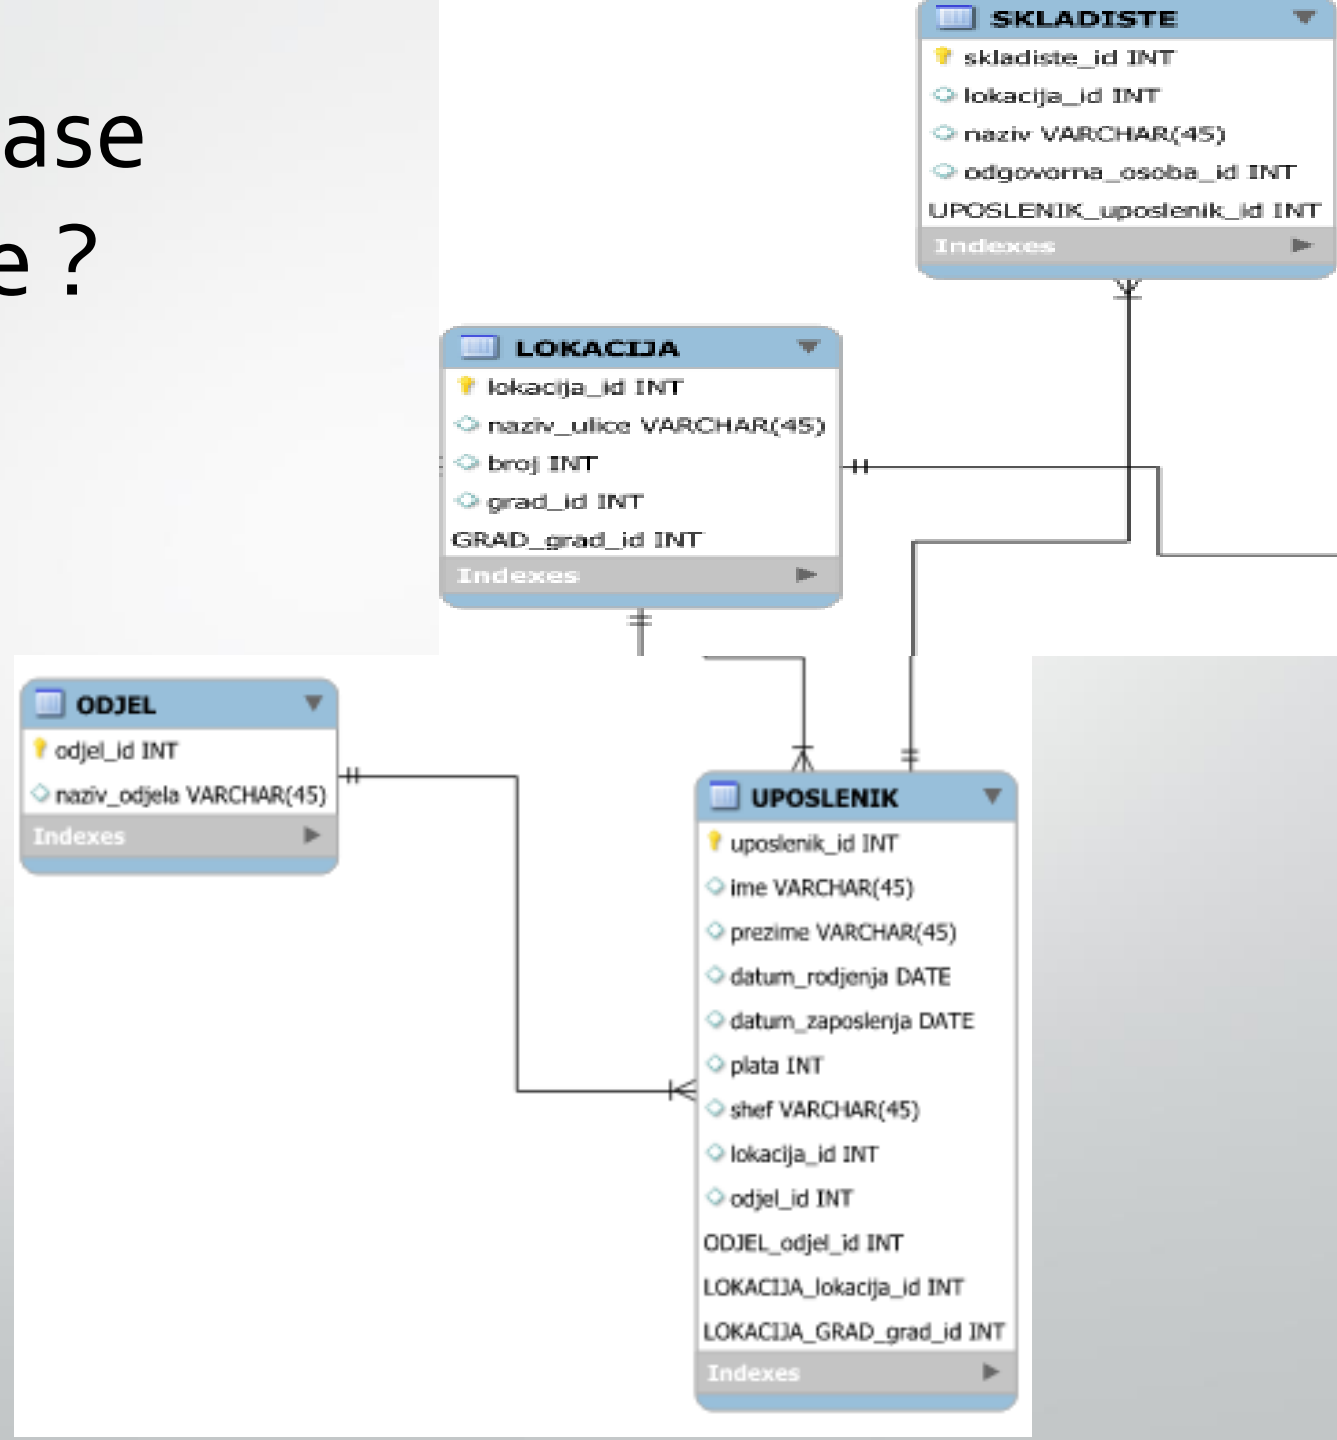 ase
e ?
SKLADISTE
skladiste_id INT
lokacija_id INT
naziv VARCHAR(45)
odgovorna_osoba_id INT
UPOSLENIK_uposlenik_id INT
Indexes
LOKACIJA
lokacija_id INT
naziv_ulice VARCHAR(45)
broj INT
grad_id INT
GRAD_grad_id INT
Indexes
ODJEL
odjel_id INT
naziv_odjela VARCHAR(45)
Indexes
UPOSLENIK
uposlenik_id INT
ime VARCHAR(45)
prezime VARCHAR(45)
datum_rodjenja DATE
datum_zaposlenja DATE
plata INT
shef VARCHAR(45)
lokacija_id INT
odjel_id INT
ODJEL_odjel_id INT
LOKACIJA_lokacija_id INT
LOKACIJA_GRAD_grad_id INT
Indexes